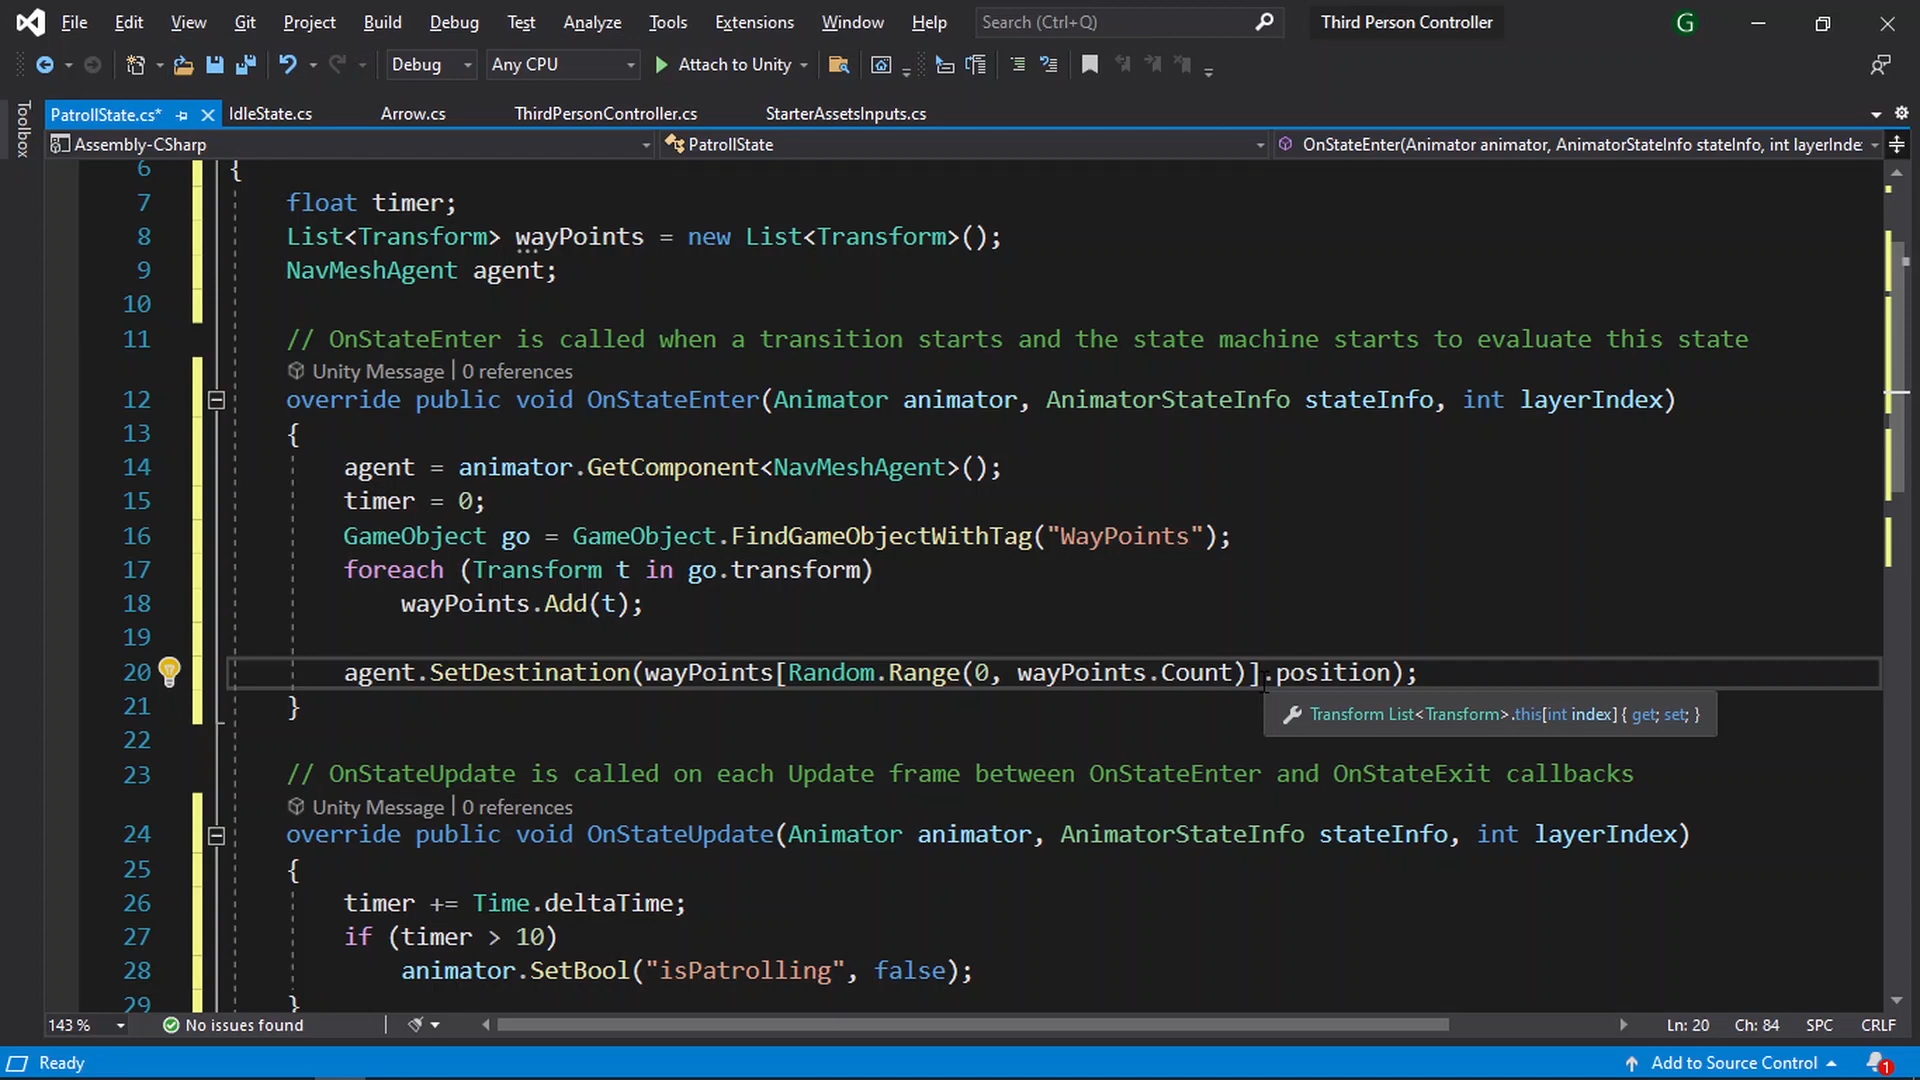 File Edit View Git Project Build Debug Test Analyze Tools Extensions Window Help Search (Ctrl+Q) Third Person Controller G
Debug Any CPU Attach to Unity
Toolbox
PatrollState.cs* IdleState.cs Arrow.cs ThirdPersonController.cs StarterAssetsInputs.cs
Assembly-CSharp PatrollState OnStateEnter(Animator animator, AnimatorStateInfo stateInfo, int layerInde
6 {
7 float timer;
8 List<Transform> wayPoints = new List<Transform>();
9 NavMeshAgent agent;
10
11 // OnStateEnter is called when a transition starts and the state machine starts to evaluate this state
Unity Message | 0 references
12 override public void OnStateEnter(Animator animator, AnimatorStateInfo stateInfo, int layerIndex)
13 {
14 agent = animator.GetComponent<NavMeshAgent>();
15 timer = 0;
16 GameObject go = GameObject.FindGameObjectWithTag("WayPoints");
17 foreach (Transform t in go.transform)
18 wayPoints.Add(t);
19
20 agent.SetDestination(wayPoints[Random.Range(0, wayPoints.Count)].position);
21 }
Transform List<Transform>.this[int index] { get; set; }
22
23 // OnStateUpdate is called on each Update frame between OnStateEnter and OnStateExit callbacks
Unity Message | 0 references
24 override public void OnStateUpdate(Animator animator, AnimatorStateInfo stateInfo, int layerIndex)
25 {
26 timer += Time.deltaTime;
27 if (timer > 10)
28 animator.SetBool("isPatrolling", false);
29 }
143 % No issues found Ln: 20 Ch: 84 SPC CRLF
Ready Add to Source Control 1